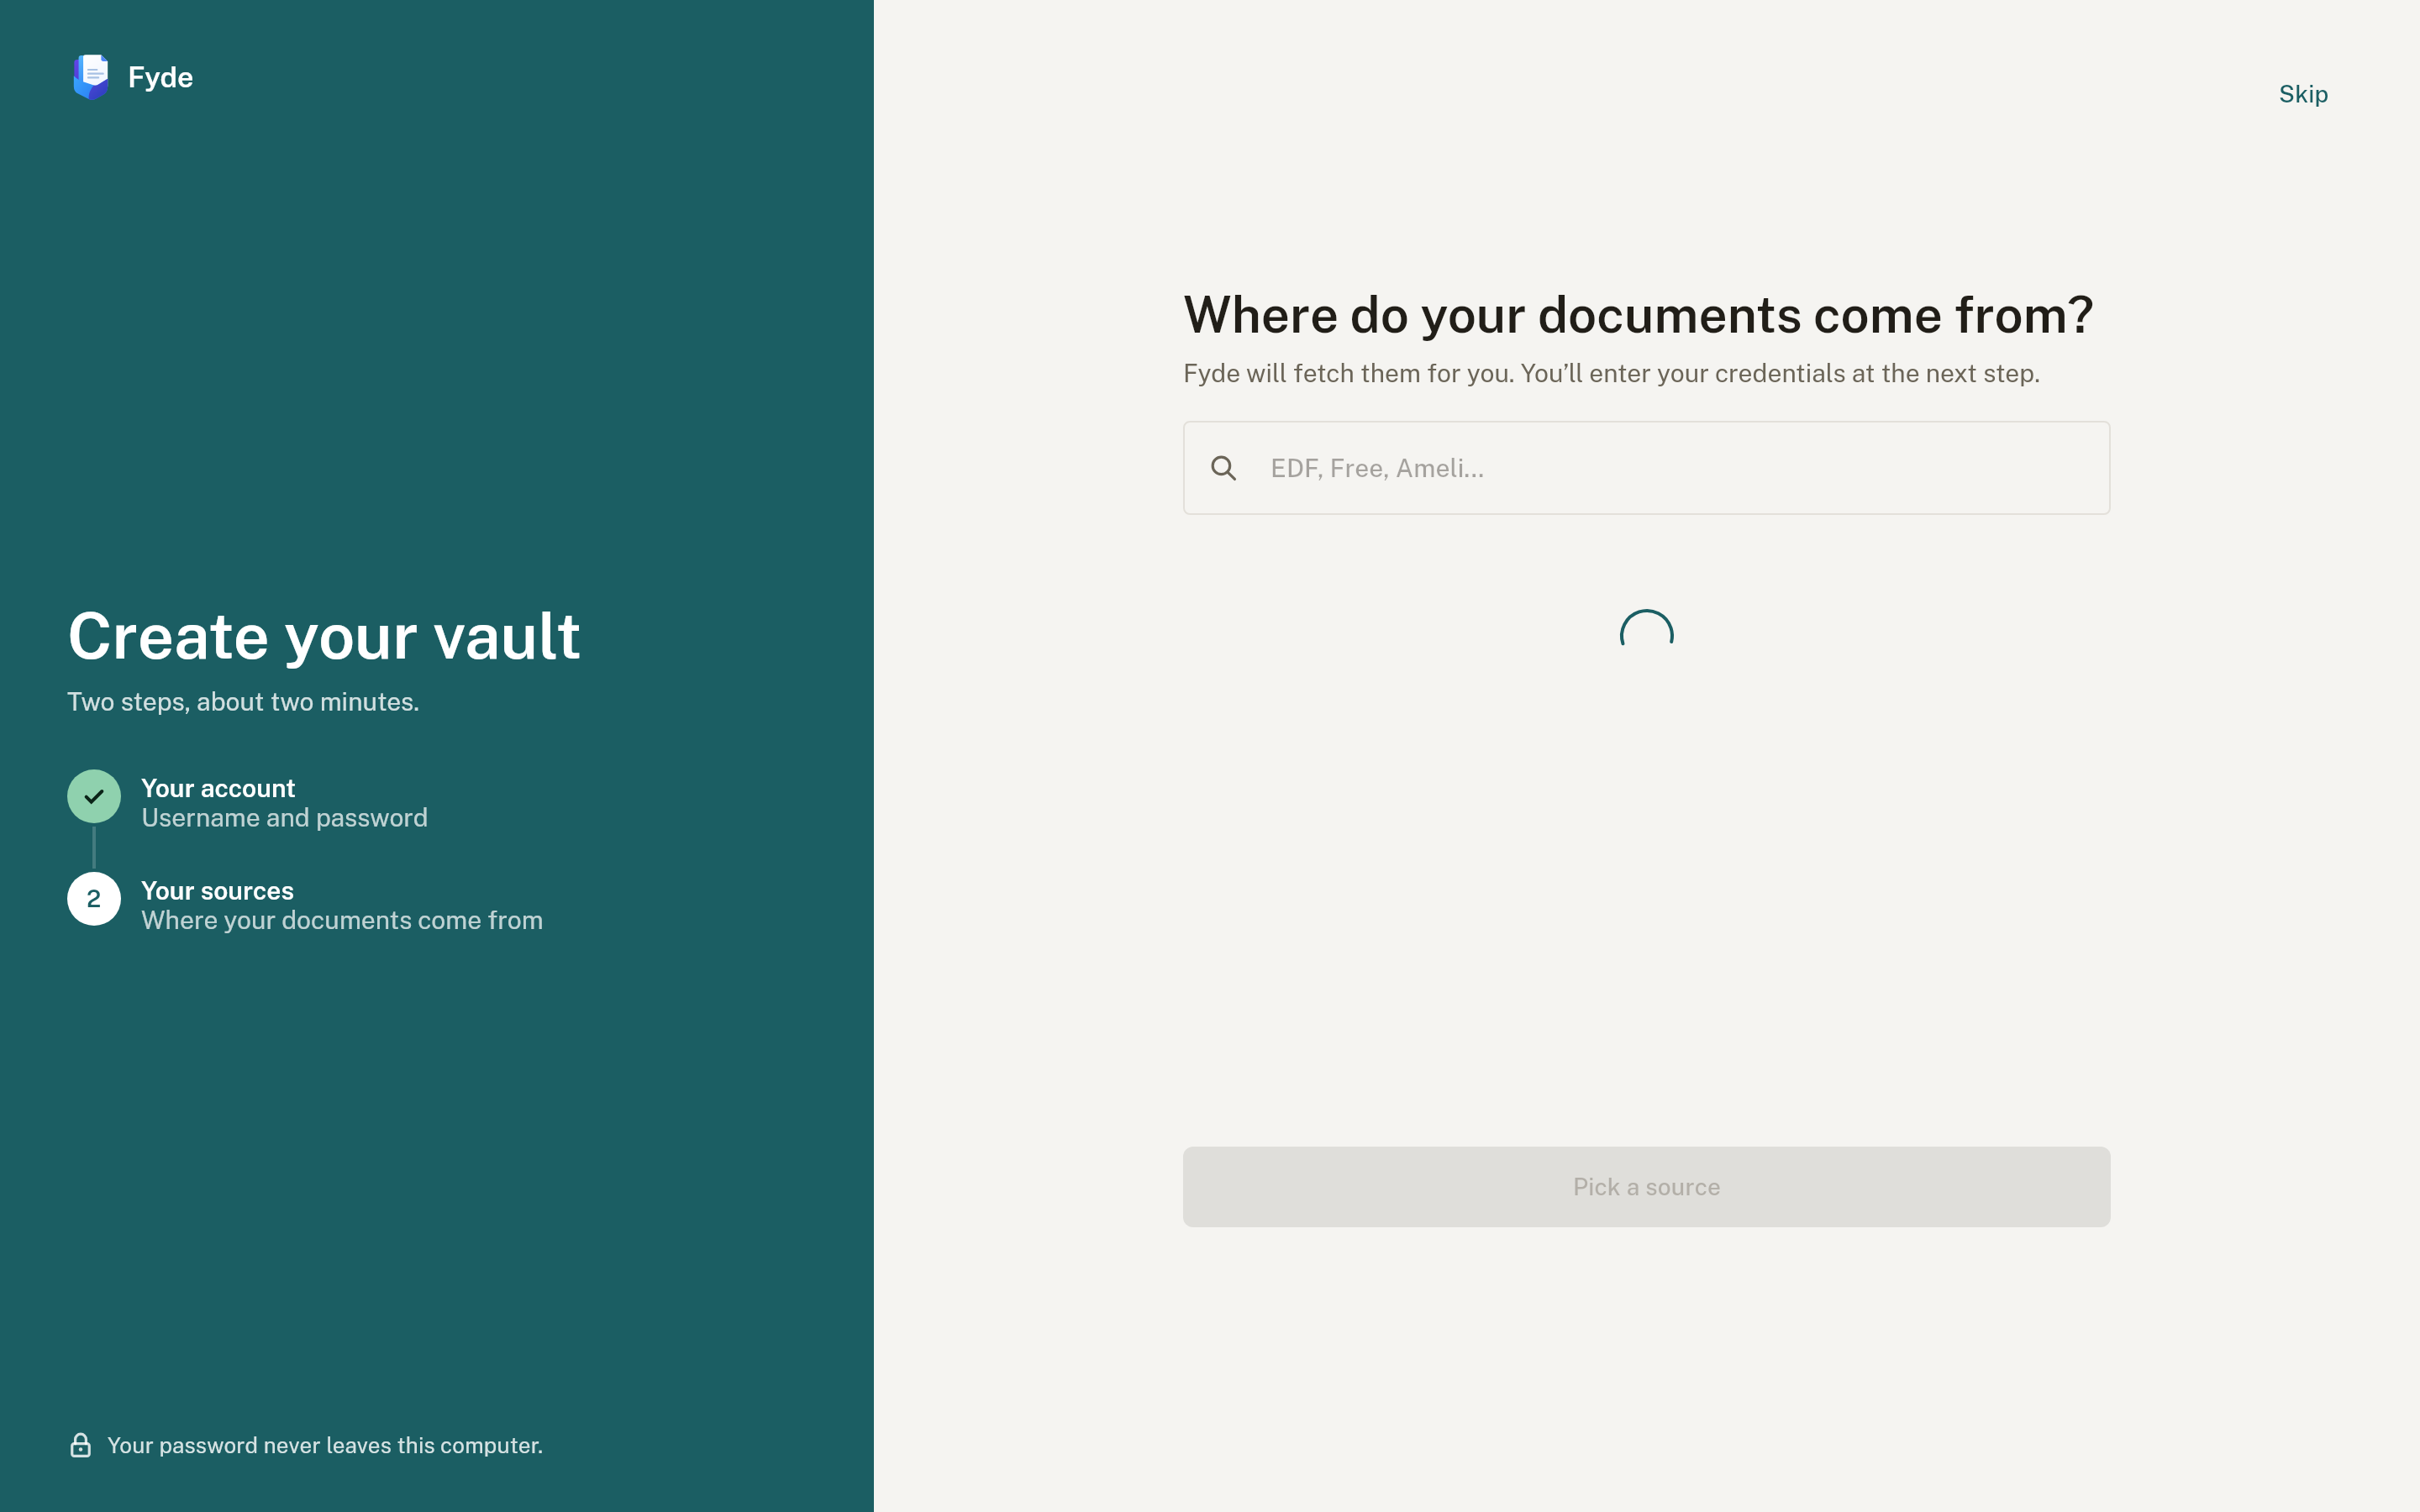 Fyde
Skip
Where do your documents come from?
Fyde will fetch them for you. You’ll enter your credentials at the next step.
EDF, Free, Ameli…
Create your vault
Two steps, about two minutes.
Your account
Username and password
2
Your sources
Where your documents come from
Pick a source
Your password never leaves this computer.